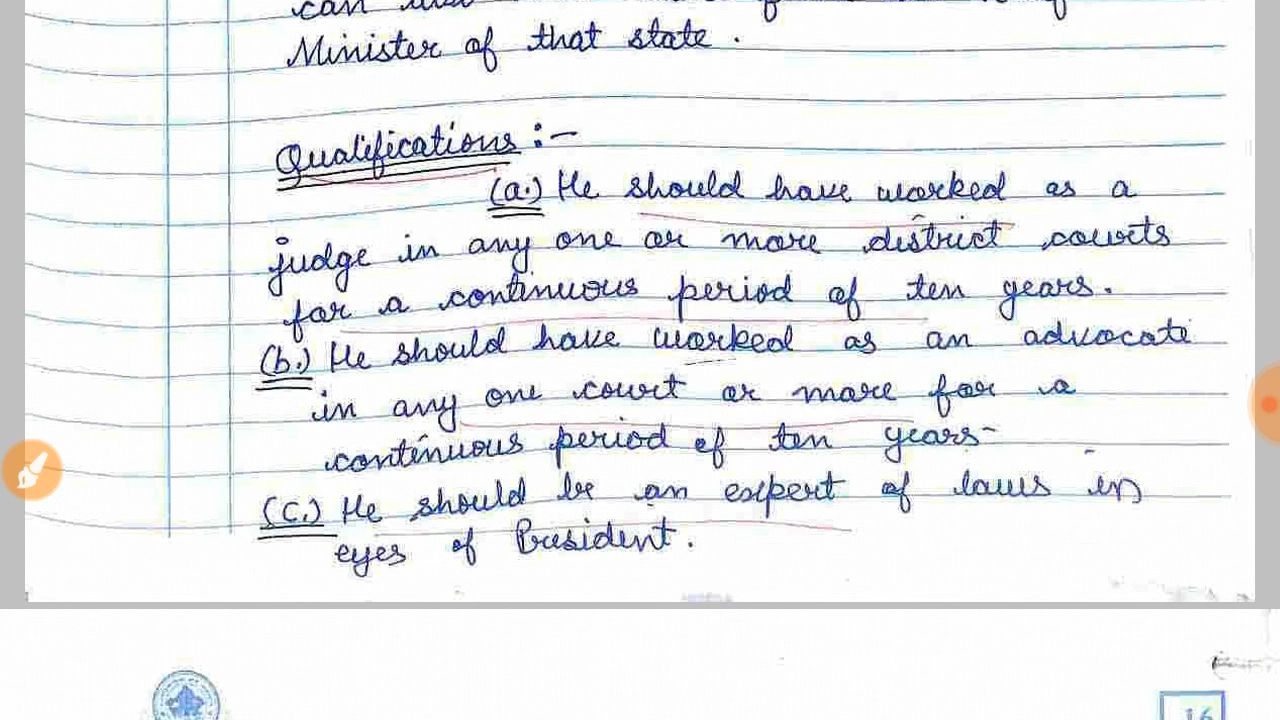 can
Minister of that state.
Qualifications :-
(a.) He should have worked as a
judge in any one or more district courts
for a continuous period of ten years.
(b.) He should have worked as an advocate
in any one court or more for a
continuous period of ten years-
(c.) He should be an expert of laws in
eyes of President.
16